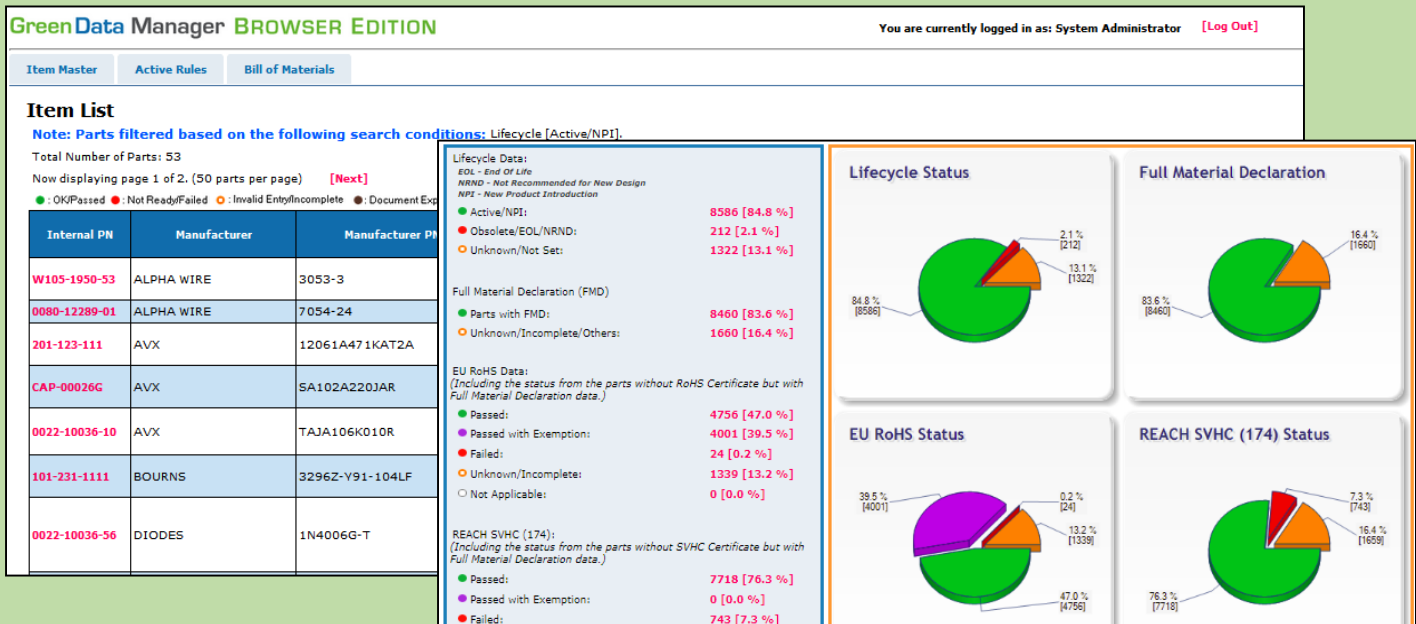 GreenData Manager BROWSER EDITION
You are currently logged in as: System Administrator [Log Out]
Item Master Active Rules Bill of Materials
Item List
Note: Parts filtered based on the following search conditions: Lifecycle [Active/NPI].
Total Number of Parts: 53
Now displaying page 1 of 2. (50 parts per page) [Next]
: OK/Passed : Not Ready/Failed : Invalid Entry/Incomplete : Document Exp
Internal PN Manufacturer Manufacturer PN
W105-1950-53 ALPHA WIRE 3053-3
0080-12289-01 ALPHA WIRE 7054-24
201-123-111 AVX 12061A471KAT2A
CAP-00026G AVX SA102A220JAR
0022-10036-10 AVX TAJA106K010R
101-231-1111 BOURNS 3296Z-Y91-104LF
0022-10036-56 DIODES 1N4006G-T
Lifecycle Data:
EOL - End Of Life
NRND - Not Recommended for New Design
NPI - New Product Introduction
Active/NPI: 8586 [84.8 %]
Obsolete/EOL/NRND: 212 [2.1 %]
Unknown/Not Set: 1322 [13.1 %]
Full Material Declaration (FMD)
Parts with FMD: 8460 [83.6 %]
Unknown/Incomplete/Others: 1660 [16.4 %]
EU RoHS Data:
(Including the status from the parts without RoHS Certificate but with
Full Material Declaration data.)
Passed: 4756 [47.0 %]
Passed with Exemption: 4001 [39.5 %]
Failed: 24 [0.2 %]
Unknown/Incomplete: 1339 [13.2 %]
Not Applicable: 0 [0.0 %]
REACH SVHC (174):
(Including the status from the parts without SVHC Certificate but with
Full Material Declaration data.)
Passed: 7718 [76.3 %]
Passed with Exemption: 0 [0.0 %]
Failed: 743 [7.3 %]
Lifecycle Status
2.1 %
[212]
13.1 %
[1322]
84.8 %
[8586]
Full Material Declaration
16.4 %
[1660]
83.6 %
[8460]
EU RoHS Status
39.5 %
[4001]
0.2 %
[24]
13.2 %
[1339]
47.0 %
[4756]
REACH SVHC (174) Status
7.3 %
[743]
16.4 %
[1659]
76.3 %
[7718]